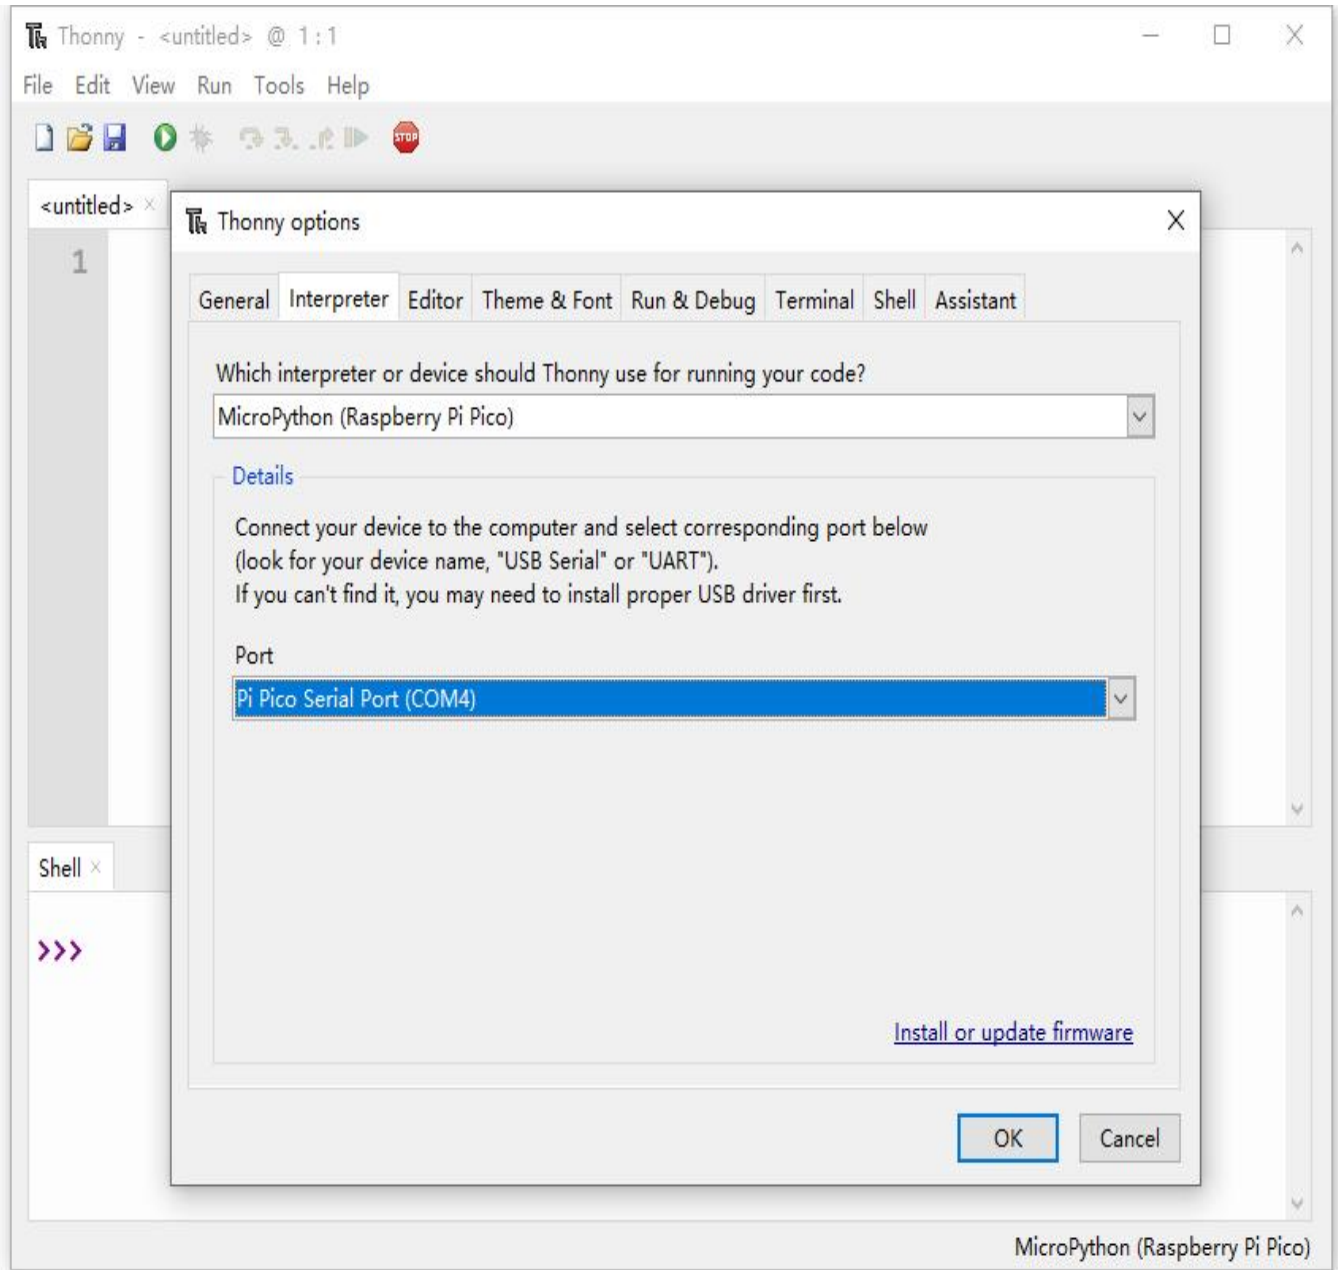 Thonny - <untitled> @ 1 : 1
File Edit View Run Tools Help
STOP
<untitled> ×
Thonny options
1
General Interpreter Editor Theme & Font Run & Debug Terminal Shell Assistant
Which interpreter or device should Thonny use for running your code?
MicroPython (Raspberry Pi Pico)
Details
Connect your device to the computer and select corresponding port below
(look for your device name, "USB Serial" or "UART").
If you can't find it, you may need to install proper USB driver first.
Port
Pi Pico Serial Port (COM4)
Shell ×
>>>
Install or update firmware
OK Cancel
MicroPython (Raspberry Pi Pico)